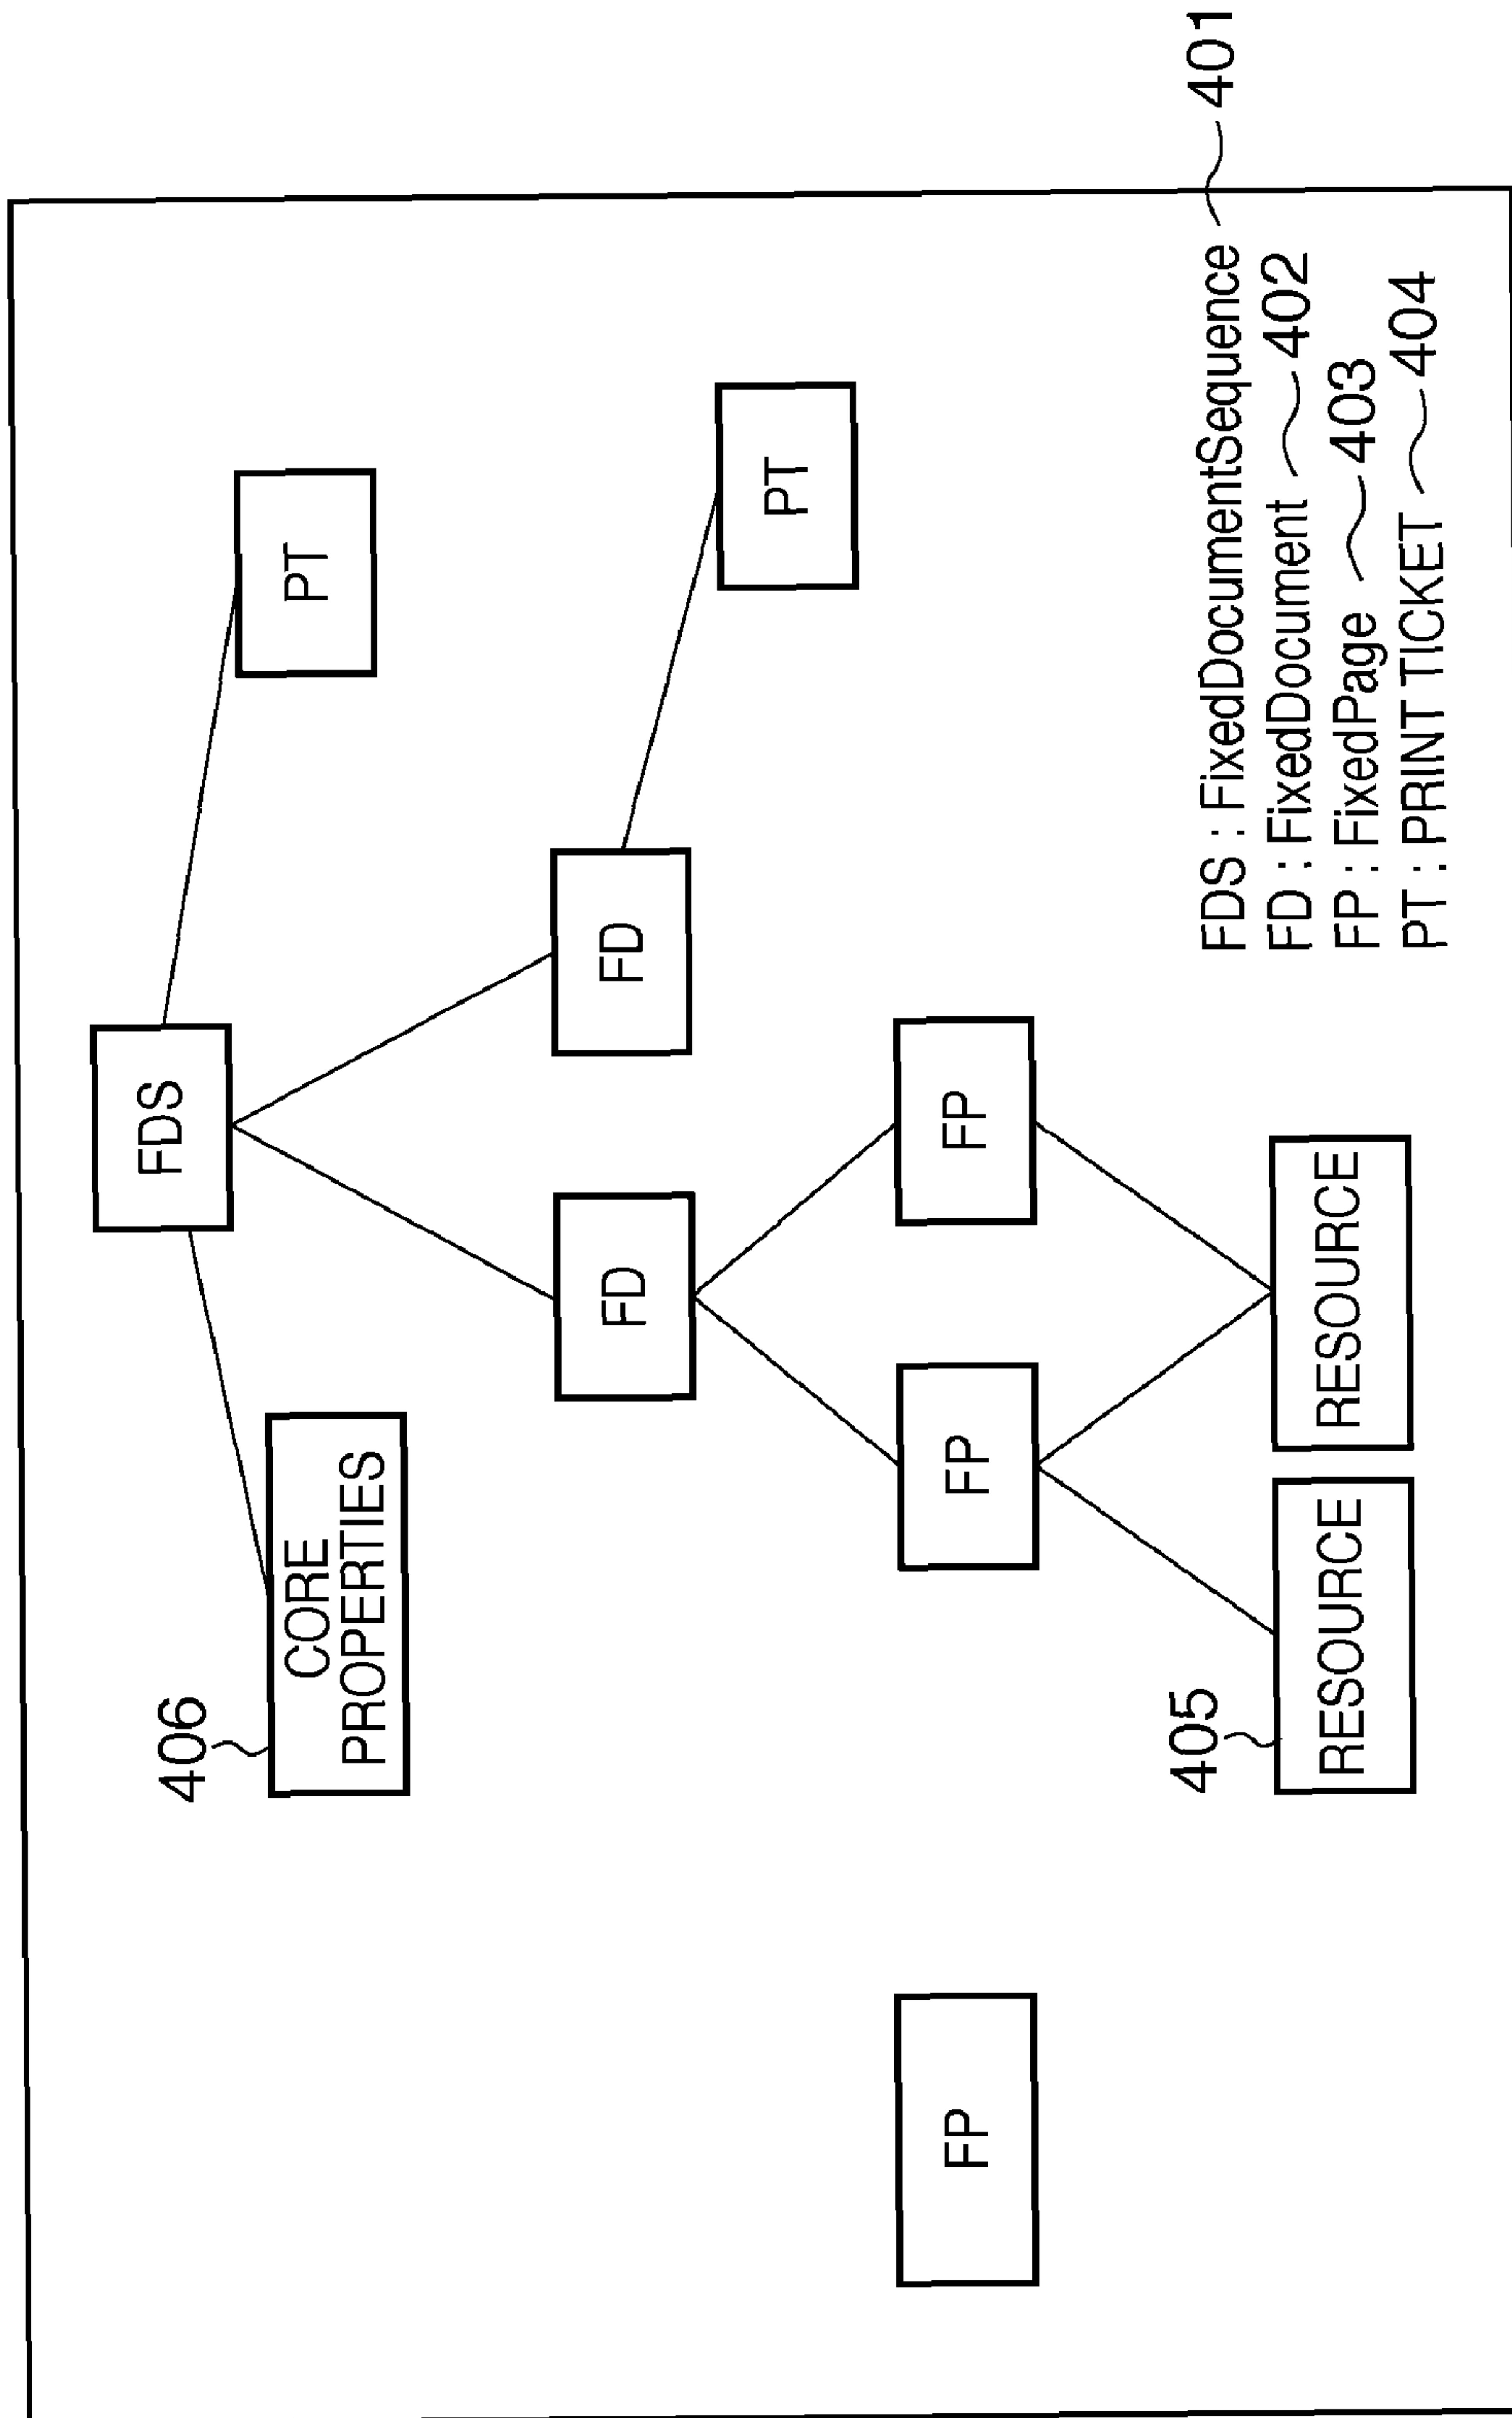 FDS
PT
406
CORE
PROPERTIES
FD
FD
PT
FP
FP
FP
405
RESOURCE
RESOURCE
FDS : FixedDocumentSequence 401
FD : FixedDocument 402
FP : FixedPage 403
PT : PRINT TICKET 404